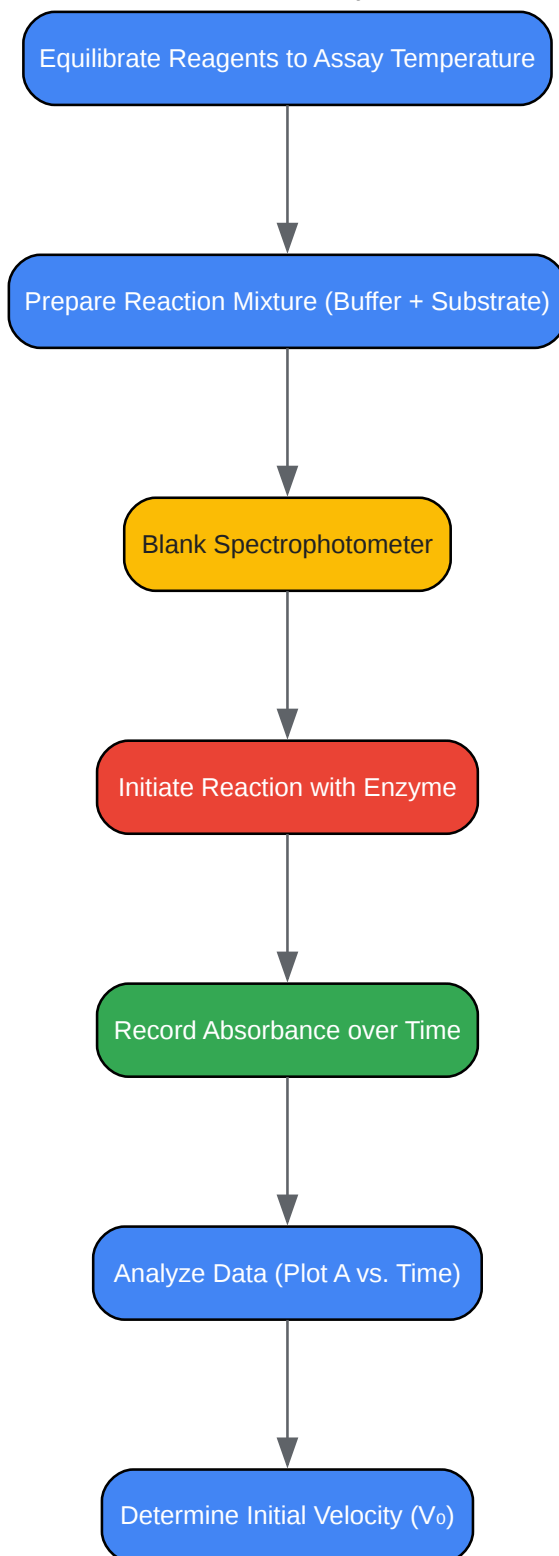 Equilibrate Reagents to Assay Temperature
Prepare Reaction Mixture (Buffer + Substrate)
Blank Spectrophotometer
Initiate Reaction with Enzyme
Record Absorbance over Time
Analyze Data (Plot A vs. Time)
Determine Initial Velocity (V₀)